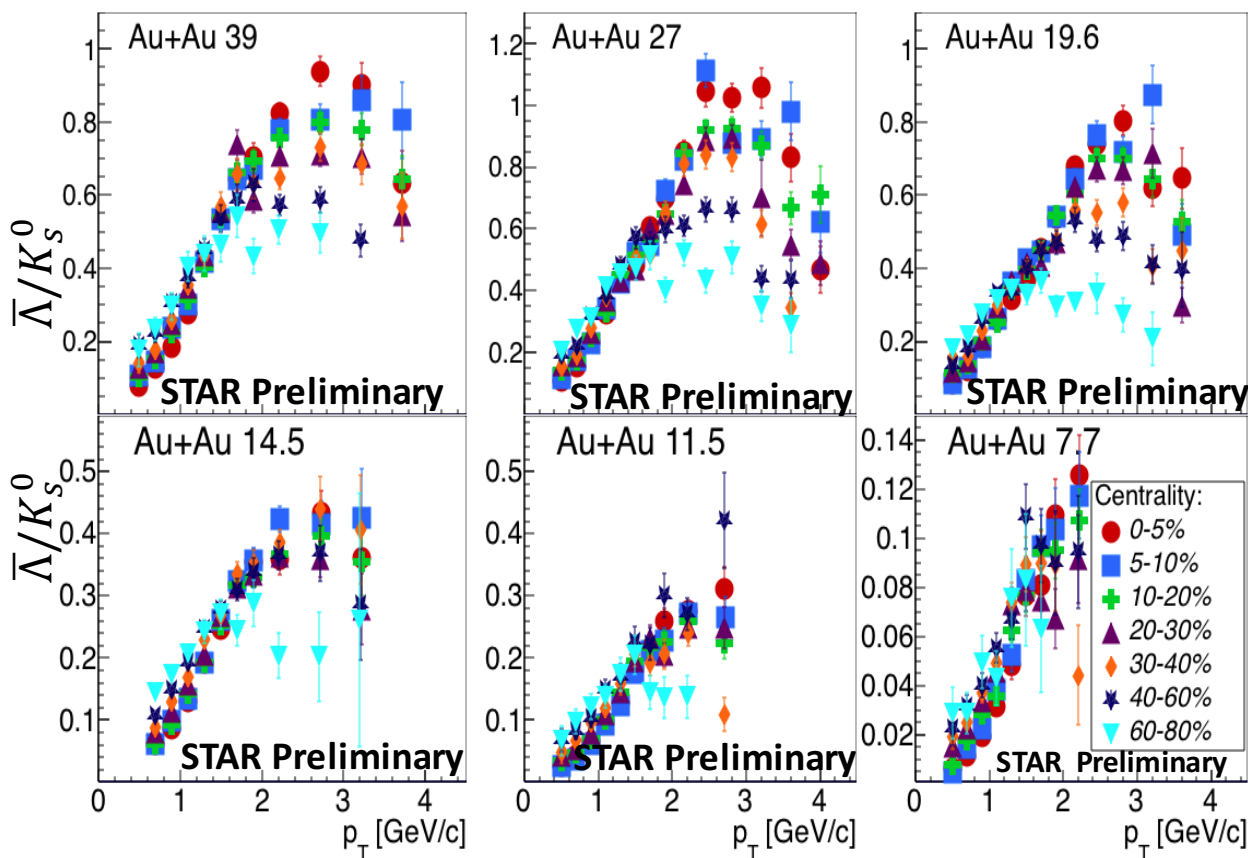 Au+Au 39
Au+Au 27
Au+Au 19.6
1
0.8
0.6
0.4
0.2
1.2
1
0.8
0.6
0.4
0.2
1
0.8
0.6
0.4
0.2
Λ̅/K⁰ₛ
STAR Preliminary
STAR Preliminary
STAR Preliminary
Au+Au 14.5
Au+Au 11.5
Au+Au 7.7
0.5
0.4
0.3
0.2
0.1
0.5
0.4
0.3
0.2
0.1
0.14
0.12
0.1
0.08
0.06
0.04
0.02
Λ̅/K⁰ₛ
Centrality:
0-5%
5-10%
10-20%
20-30%
30-40%
40-60%
60-80%
STAR Preliminary
STAR Preliminary
STAR Preliminary
0 1 2 3 4
0 1 2 3 4
0 1 2 3 4
p_T [GeV/c]
p_T [GeV/c]
p_T [GeV/c]